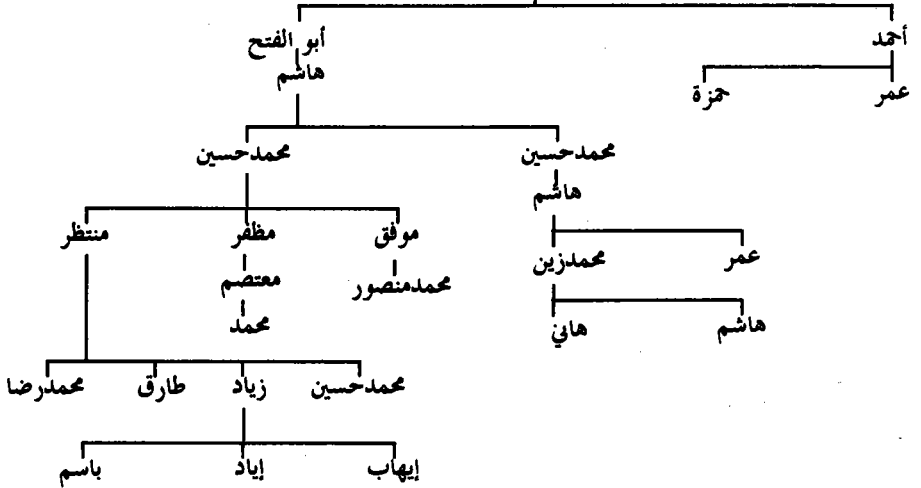 أحمد أبو الفتح
هاشم
عمر حمزة
محمدحسين محمدحسين
هاشم
موفق مظفر منتظر
عمر محمدزين
معتصم
محمدمنصور
هاشم هاني
محمد
محمدحسين زياد طارق محمدرضا
إيهاب إياد باسم